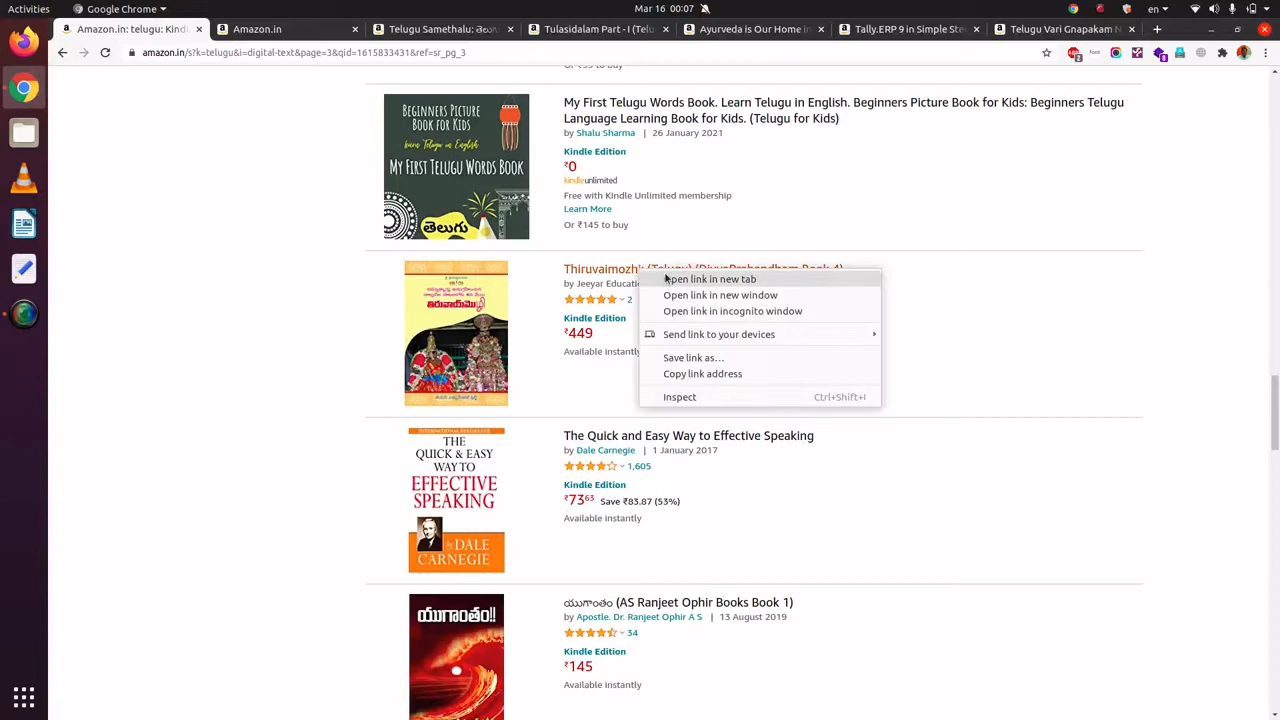 Activities
Google Chrome
Mar 16 00:07
en
Amazon.in: telugu: Kindl
Amazon.in
Telugu Samethalu: తెలు
Tulasidalam Part - I (Telu
Ayurveda is Our Home in
Tally.ERP 9 in Simple Ste
Telugu Vari Gnapakam N
amazon.in/s?k=telugu&i=digital-text&page=3&qid=1615833431&ref=sr_pg_3
BEGINNERS PICTURE
BOOK FOR KIDS
learn Telugu in English
MY FIRST TELUGU WORDS BOOK
తెలుగు
My First Telugu Words Book. Learn Telugu in English. Beginners Picture Book for Kids: Beginners Telugu
Language Learning Book for Kids. (Telugu for Kids)
by Shalu Sharma | 26 January 2021
Kindle Edition
₹0
kindleunlimited
Free with Kindle Unlimited membership
Learn More
Or ₹145 to buy
తిరువాయిమొழி
Thiruvaimozhi (Telugu) (DivyaPrabandham Book 4)
by Jeeyar Educatio
2
Kindle Edition
₹449
Available instantly
Open link in new tab
Open link in new window
Open link in incognito window
Send link to your devices
Save link as…
Copy link address
Inspect Ctrl+Shift+I
THE
QUICK & EASY
WAY TO
EFFECTIVE
SPEAKING
by DALE
CARNEGIE
The Quick and Easy Way to Effective Speaking
by Dale Carnegie | 1 January 2017
1,605
Kindle Edition
₹73⁶³ Save ₹83.87 (53%)
Available instantly
యుగాంతం!!
యుగాంతం (AS Ranjeet Ophir Books Book 1)
by Apostle. Dr. Ranjeet Ophir A S | 13 August 2019
34
Kindle Edition
₹145
Available instantly